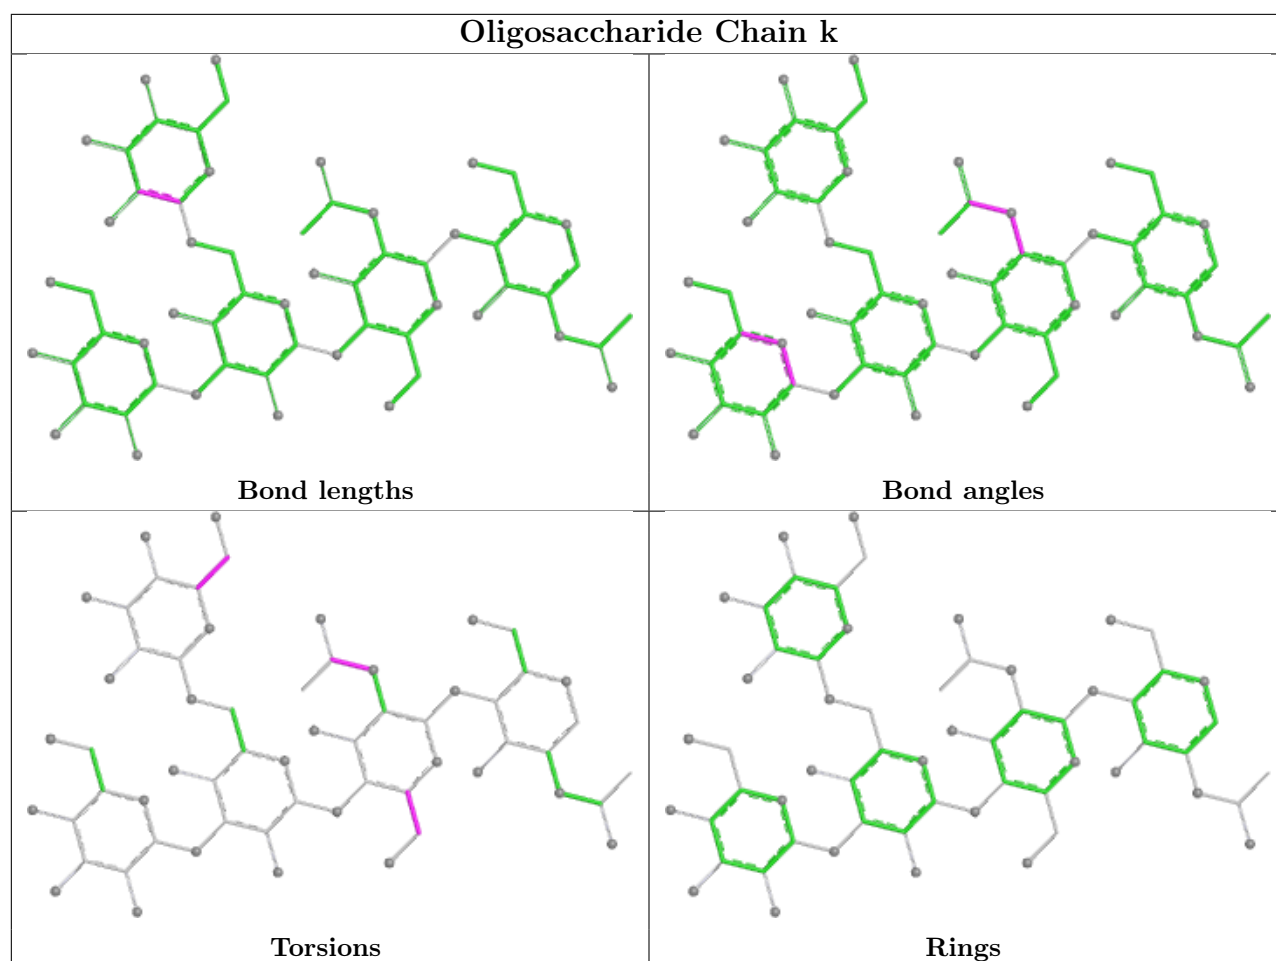 Oligosaccharide Chain k
Bond lengths
Bond angles
Torsions
Rings